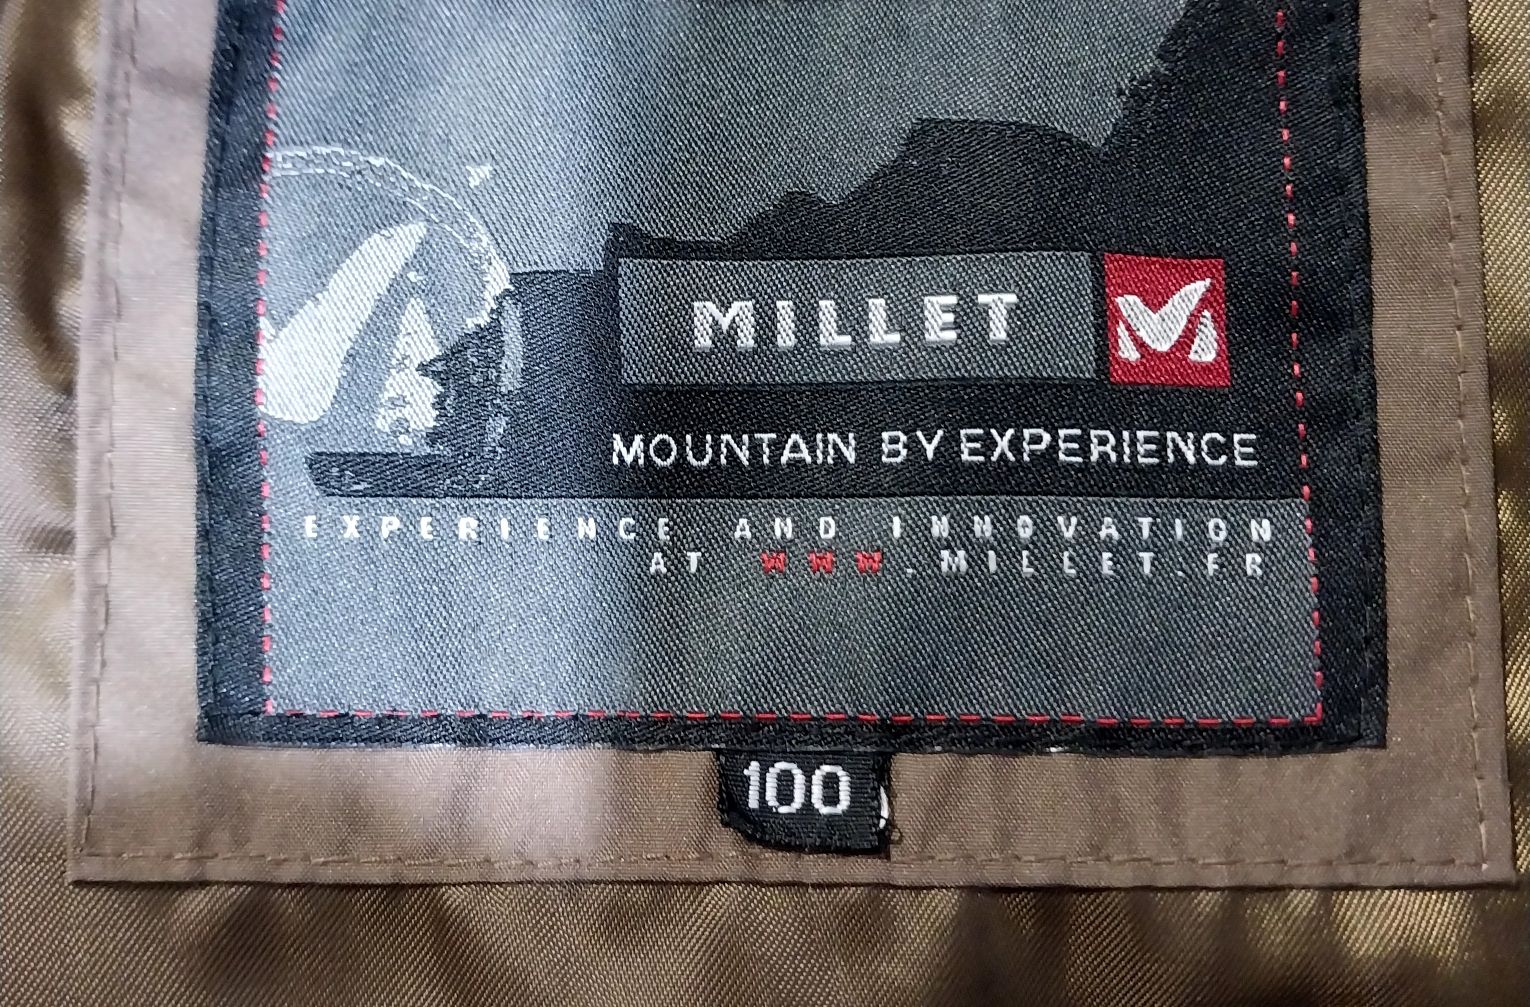 MILLET
MOUNTAIN BY EXPERIENCE
EXPERIENCE AND INNOVATION
AT WWW.MILLET.FR
100